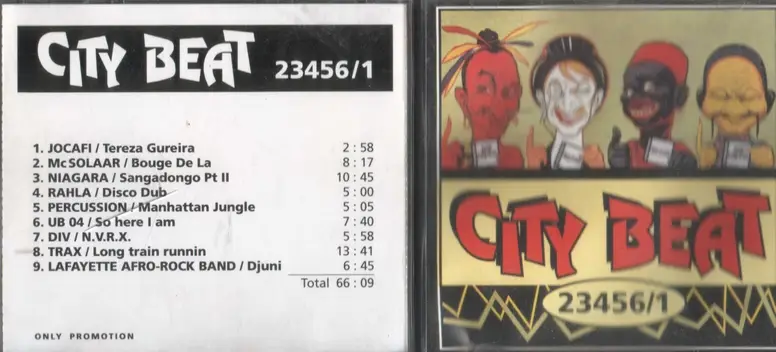 CITY BEAT 23456/1
1. JOCAFI / Tereza Gureira 2 : 58
2. Mc SOLAAR / Bouge De La 8 : 17
3. NIAGARA / Sangadongo Pt II 10 : 45
4. RAHLA / Disco Dub 5 : 00
5. PERCUSSION / Manhattan Jungle 5 : 05
6. UB 04 / So here I am 7 : 40
7. DIV / N.V.R.X. 5 : 58
8. TRAX / Long train runnin 13 : 41
9. LAFAYETTE AFRO-ROCK BAND / Djuni 6 : 45
Total 66 : 09
ONLY PROMOTION
CITY BEAT
23456/1